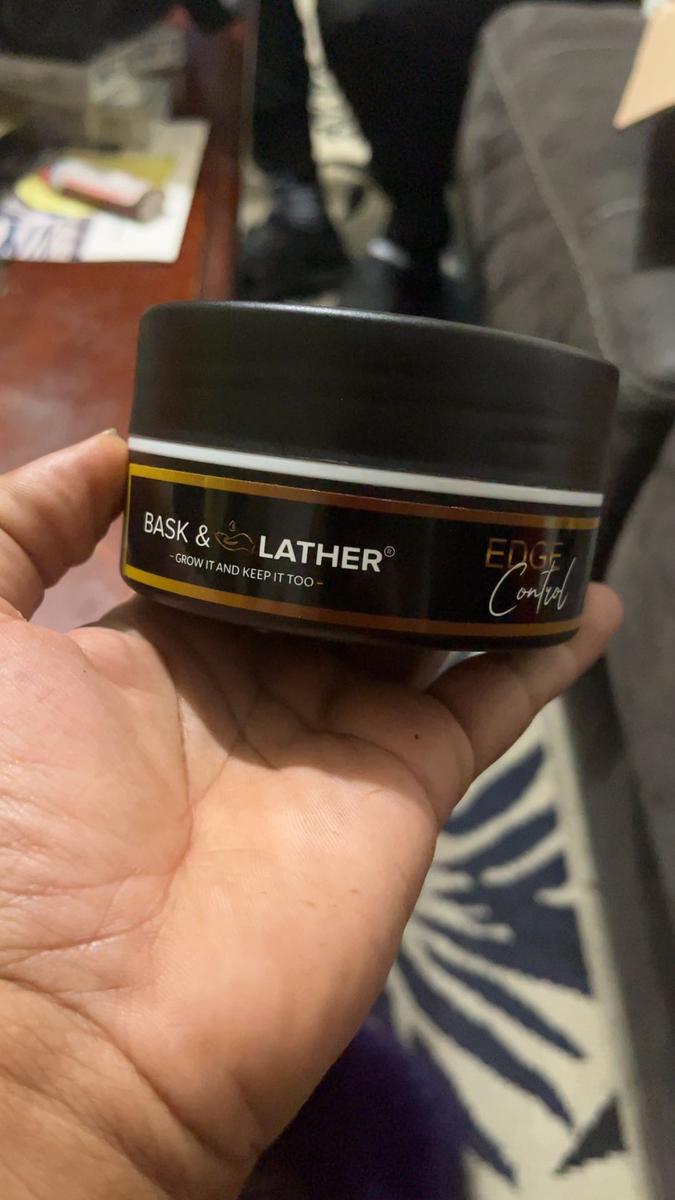 BASK & LATHER®
-GROW IT AND KEEP IT TOO-
EDGE
Control